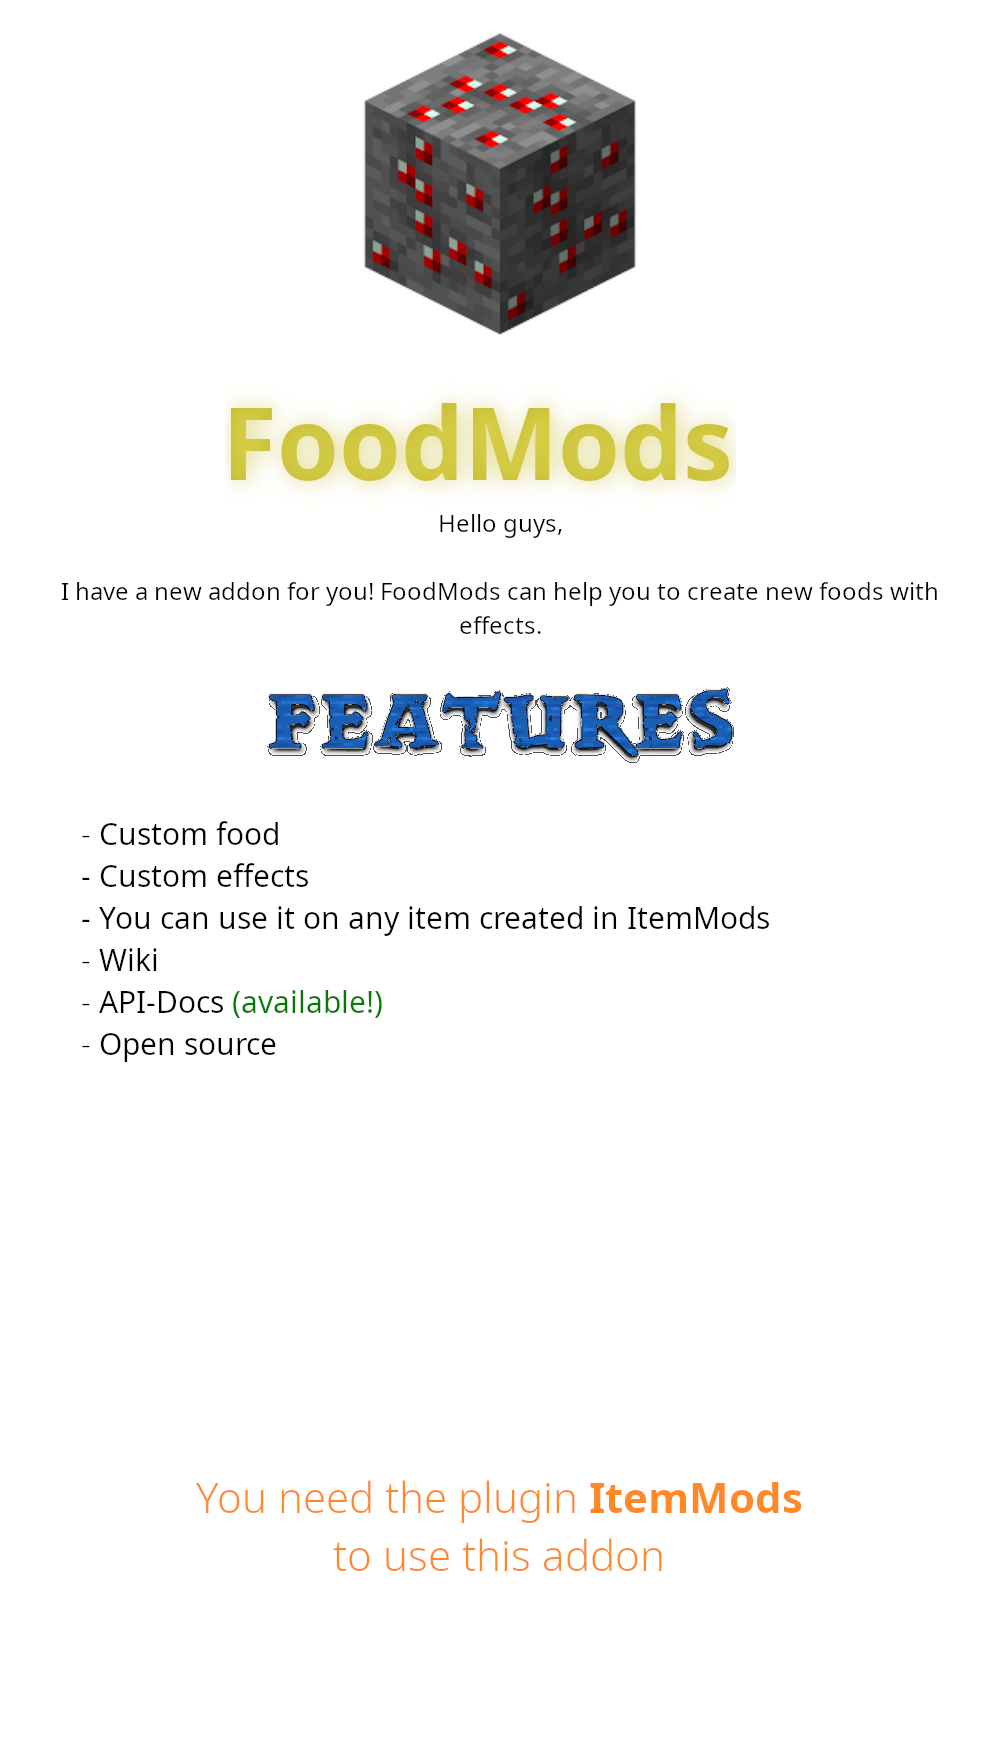 FoodMods
Hello guys,
I have a new addon for you! FoodMods can help you to create new foods with
effects.
FEATURES
- Custom food
- Custom effects
- You can use it on any item created in ItemMods
- Wiki
- API-Docs (available!)
- Open source
You need the plugin ItemMods
to use this addon